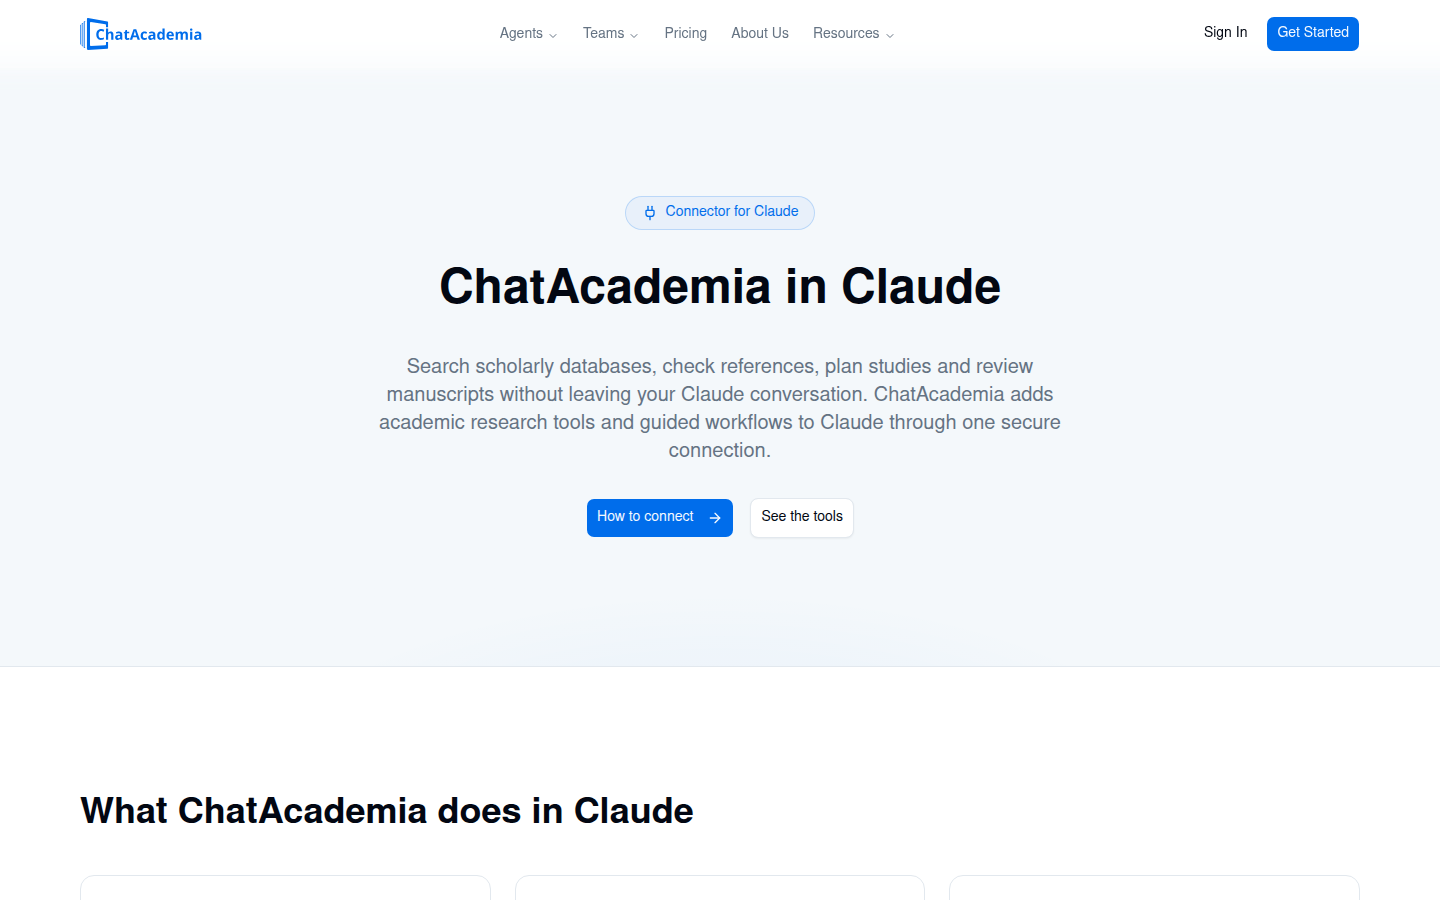 ChatAcademia
Agents
Teams
Pricing
About Us
Resources
Sign In
Get Started
Connector for Claude
ChatAcademia in Claude
Search scholarly databases, check references, plan studies and review
manuscripts without leaving your Claude conversation. ChatAcademia adds
academic research tools and guided workflows to Claude through one secure
connection.
How to connect
See the tools
What ChatAcademia does in Claude